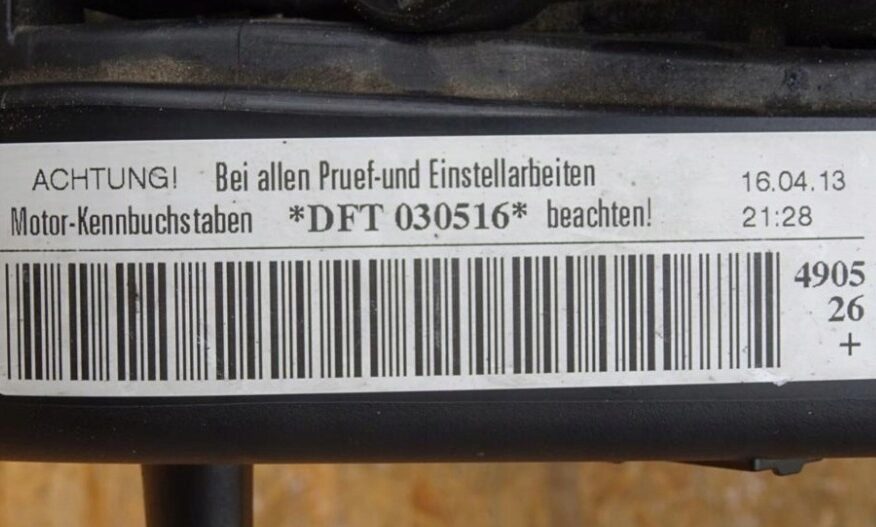 ACHTUNG! Bei allen Pruef-und Einstellarbeiten 16.04.13
Motor-Kennbuchstaben *DFT 030516* beachten! 21:28
4905
26
+